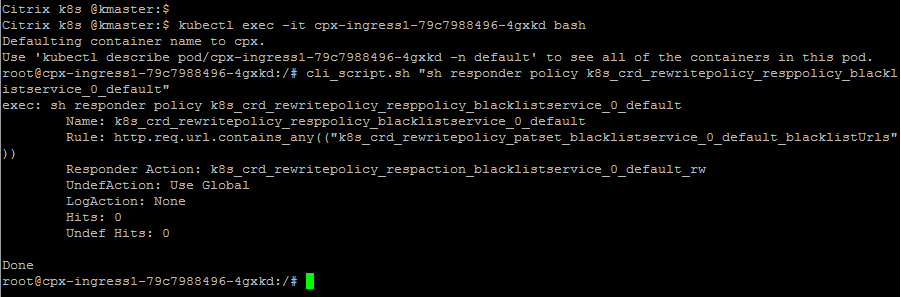 Citrix k8s @kmaster:$
Citrix k8s @kmaster:$ kubectl exec -it cpx-ingress1-79c7988496-4gxkd bash
Defaulting container name to cpx.
Use 'kubectl describe pod/cpx-ingress1-79c7988496-4gxkd -n default' to see all of the containers in this pod.
root@cpx-ingress1-79c7988496-4gxkd:/# cli_script.sh "sh responder policy k8s_crd_rewritepolicy_resppolicy_blackl
istservice_0_default"
exec: sh responder policy k8s_crd_rewritepolicy_resppolicy_blacklistservice_0_default
        Name: k8s_crd_rewritepolicy_resppolicy_blacklistservice_0_default
        Rule: http.req.url.contains_any(("k8s_crd_rewritepolicy_patset_blacklistservice_0_default_blacklistUrls"
))
        Responder Action: k8s_crd_rewritepolicy_respaction_blacklistservice_0_default_rw
        UndefAction: Use Global
        LogAction: None
        Hits: 0
        Undef Hits: 0
Done
root@cpx-ingress1-79c7988496-4gxkd:/#